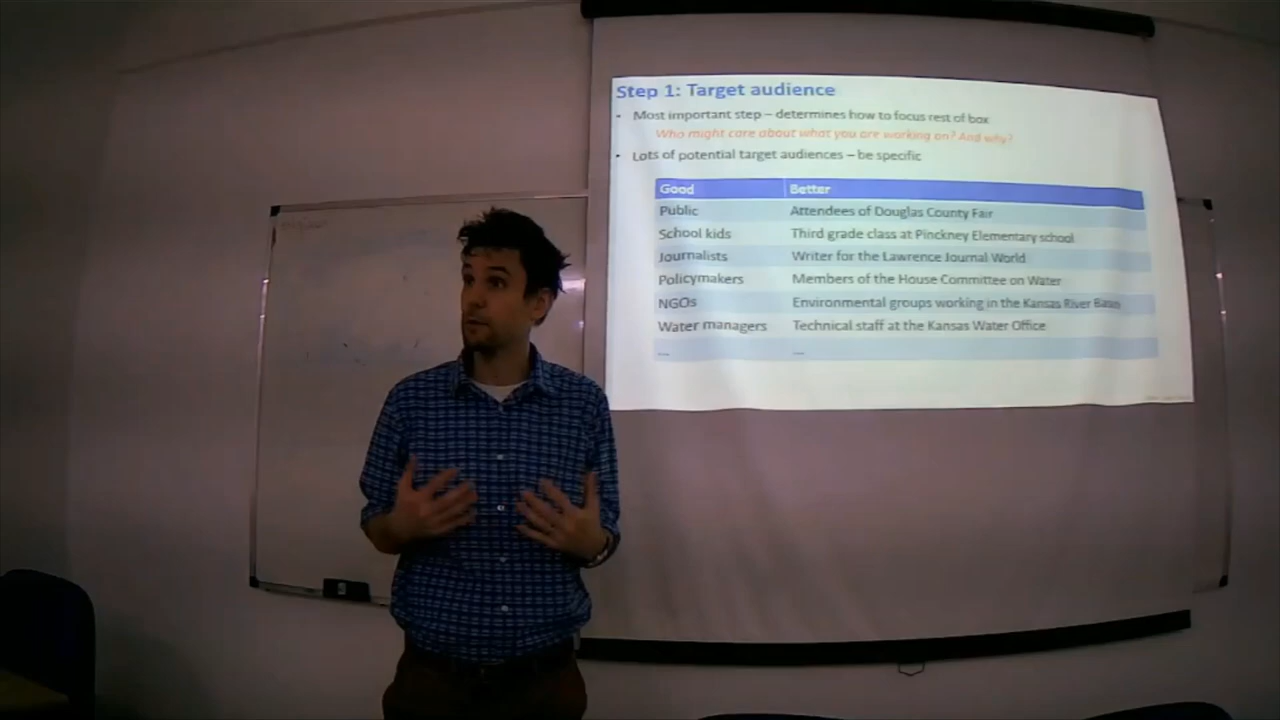 Step 1: Target audience
• Most important step – determines how to focus rest of box
Who might care about what you are working on? And why?
• Lots of potential target audiences – be specific
Good Better
Public Attendees of Douglas County Fair
School kids Third grade class at Pinckney Elementary school
Journalists Writer for the Lawrence Journal World
Policymakers Members of the House Committee on Water
NGOs Environmental groups working in the Kansas River Basin
Water managers Technical staff at the Kansas Water Office
... ...